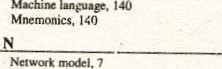 Machine language, 140
Mnemonics, 140
N
Network model, 7